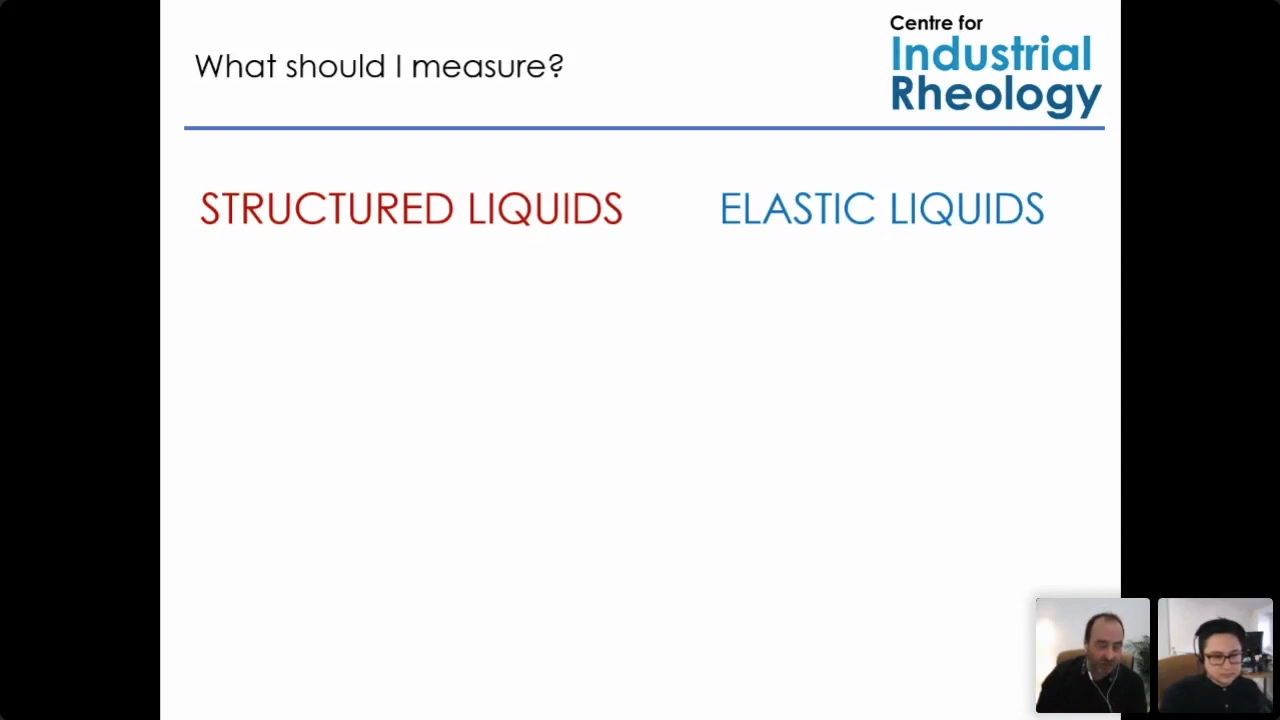 What should I measure?
Centre for
Industrial
Rheology
STRUCTURED LIQUIDS
ELASTIC LIQUIDS